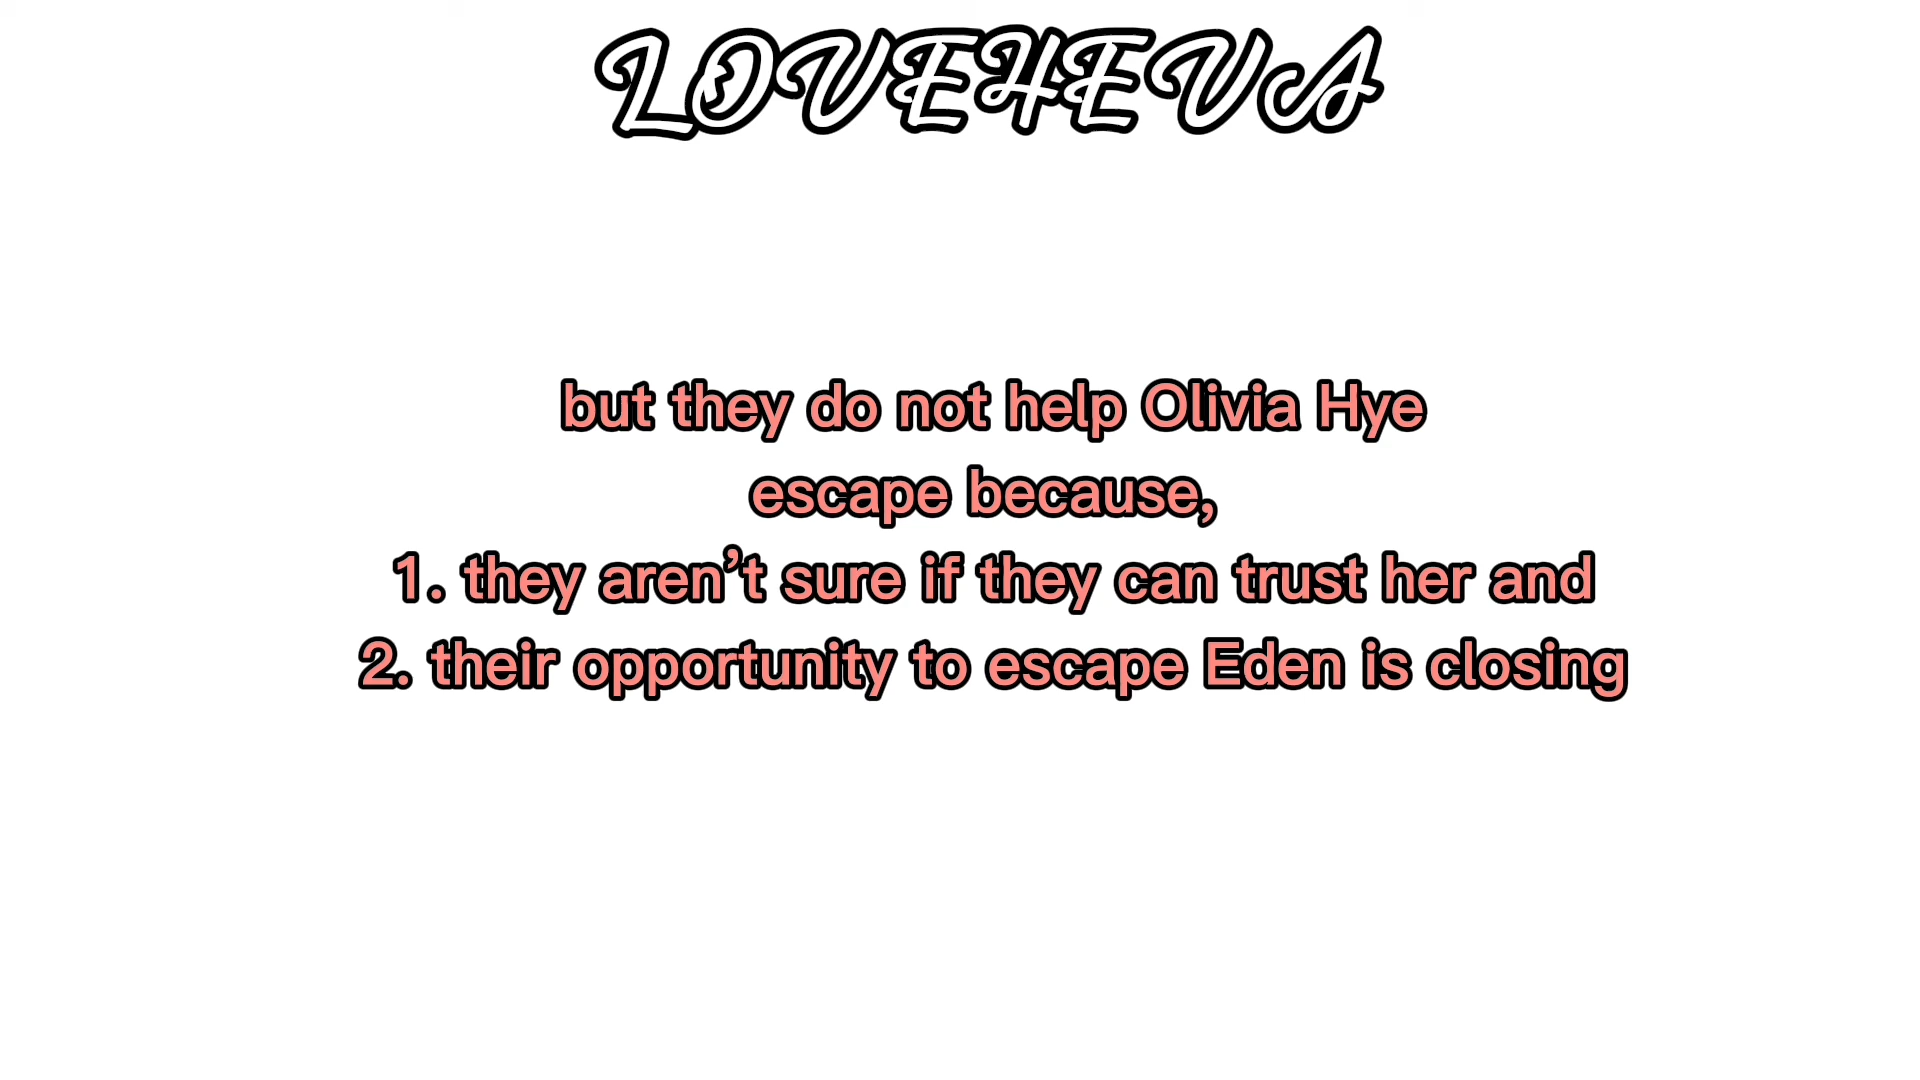 LOVEHEVA
but they do not help Olivia Hye
escape because,
1. they aren’t sure if they can trust her and
2. their opportunity to escape Eden is closing